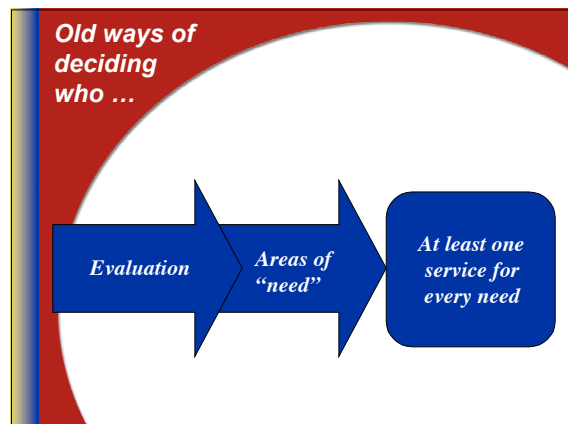 Old ways of
deciding
who …
Evaluation
Areas of
“need”
At least one
service for
every need